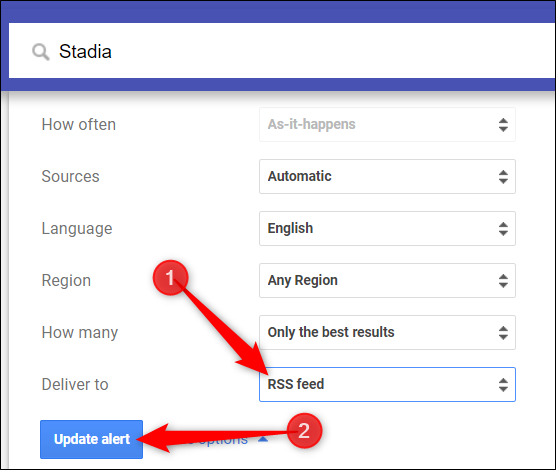 Stadia
How often As-it-happens
Sources Automatic
Language English
Region Any Region
1
How many Only the best results
Deliver to RSS feed
Update alert options 2